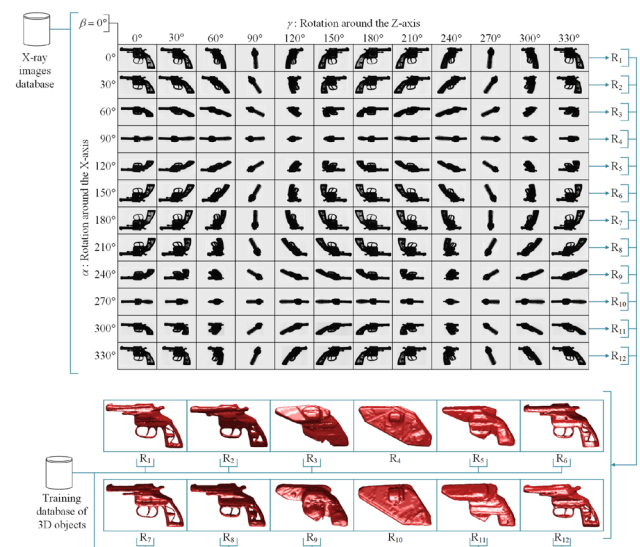 β = 0°
γ : Rotation around the Z-axis
0° 30° 60° 90° 120° 150° 180° 210° 240° 270° 300° 330°
X-ray
images
database
α : Rotation around the X-axis
0° R1
30° R2
60° R3
90° R4
120° R5
150° R6
180° R7
210° R8
240° R9
270° R10
300° R11
330° R12
R1 R2 R3 R4 R5 R6
Training
database of
3D objects
R7 R8 R9 R10 R11 R12